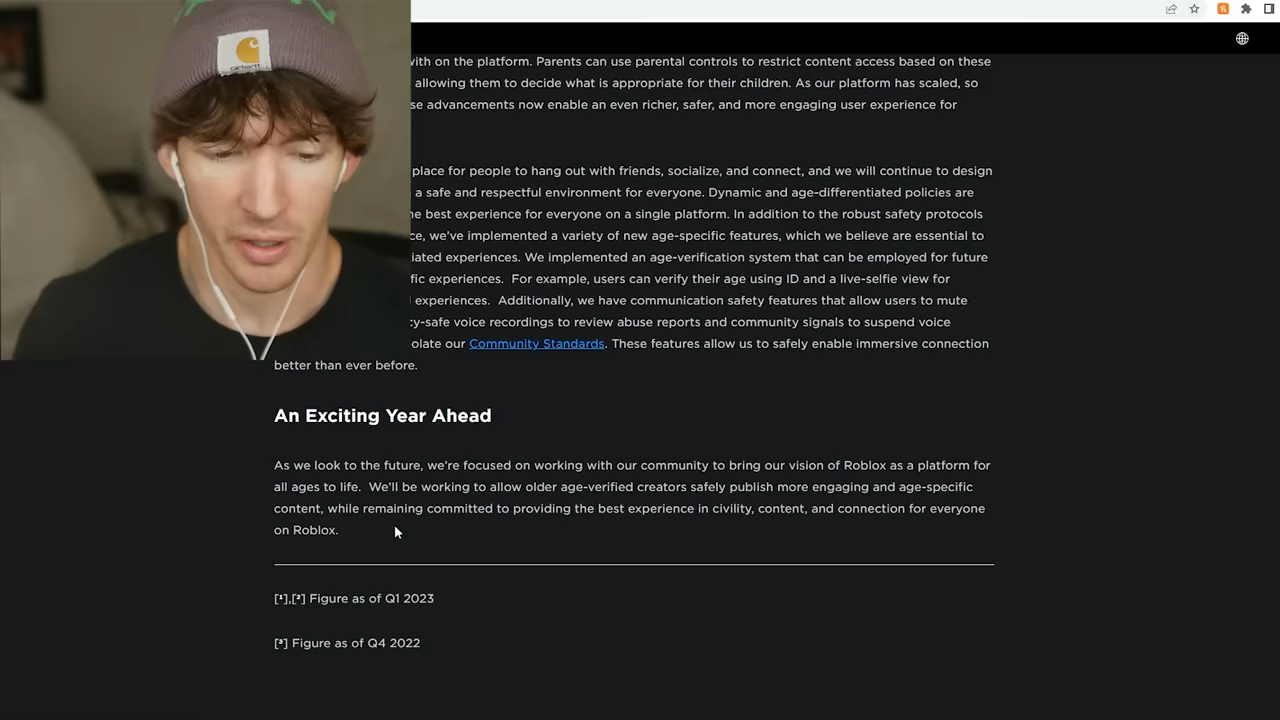 carhartt
with on the platform. Parents can use parental controls to restrict content access based on these
allowing them to decide what is appropriate for their children. As our platform has scaled, so
se advancements now enable an even richer, safer, and more engaging user experience for
place for people to hang out with friends, socialize, and connect, and we will continue to design
a safe and respectful environment for everyone. Dynamic and age-differentiated policies are
he best experience for everyone on a single platform. In addition to the robust safety protocols
ce, we’ve implemented a variety of new age-specific features, which we believe are essential to
iated experiences. We implemented an age-verification system that can be employed for future
fic experiences.  For example, users can verify their age using ID and a live-selfie view for
experiences.  Additionally, we have communication safety features that allow users to mute
cy-safe voice recordings to review abuse reports and community signals to suspend voice
olate our Community Standards. These features allow us to safely enable immersive connection
better than ever before.
An Exciting Year Ahead
As we look to the future, we’re focused on working with our community to bring our vision of Roblox as a platform for
all ages to life.  We’ll be working to allow older age-verified creators safely publish more engaging and age-specific
content, while remaining committed to providing the best experience in civility, content, and connection for everyone
on Roblox.
[¹],[²] Figure as of Q1 2023
[³] Figure as of Q4 2022